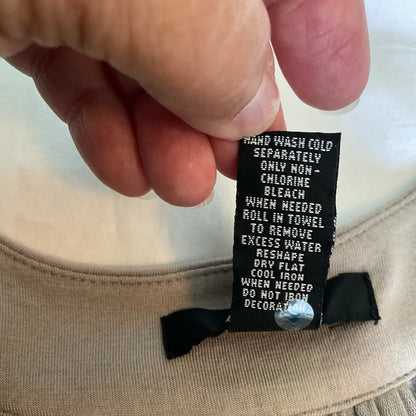 HAND WASH COLD
SEPARATELY
ONLY NON-
CHLORINE
BLEACH
WHEN NEEDED
ROLL IN TOWEL
TO REMOVE
EXCESS WATER
RESHAPE
DRY FLAT
COOL IRON
WHEN NEEDED
DO NOT IRON
DECORATION